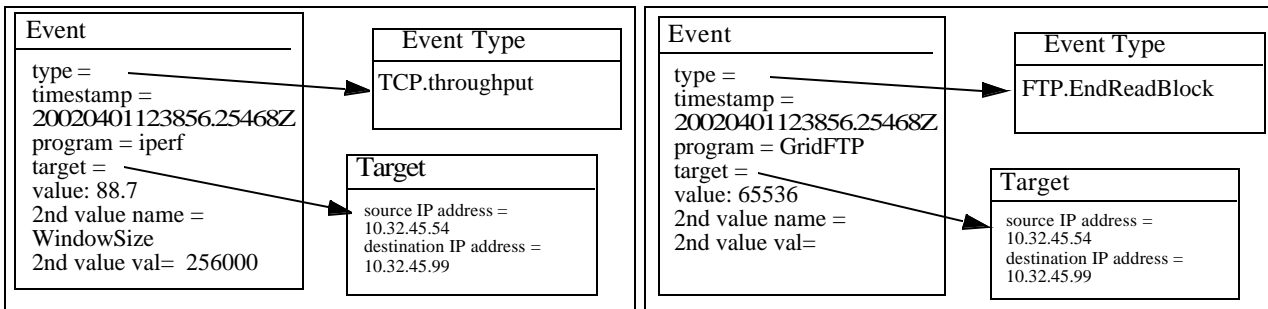 Event
type =
timestamp =
20020401123856.25468Z
program = iperf
target =
value: 88.7
2nd value name =
WindowSize
2nd value val=  256000
Event Type
TCP.throughput
Target
source IP address =
10.32.45.54
destination IP address =
10.32.45.99
Event
type =
timestamp =
20020401123856.25468Z
program = GridFTP
target =
value: 65536
2nd value name =
2nd value val=
Event Type
FTP.EndReadBlock
Target
source IP address =
10.32.45.54
destination IP address =
10.32.45.99